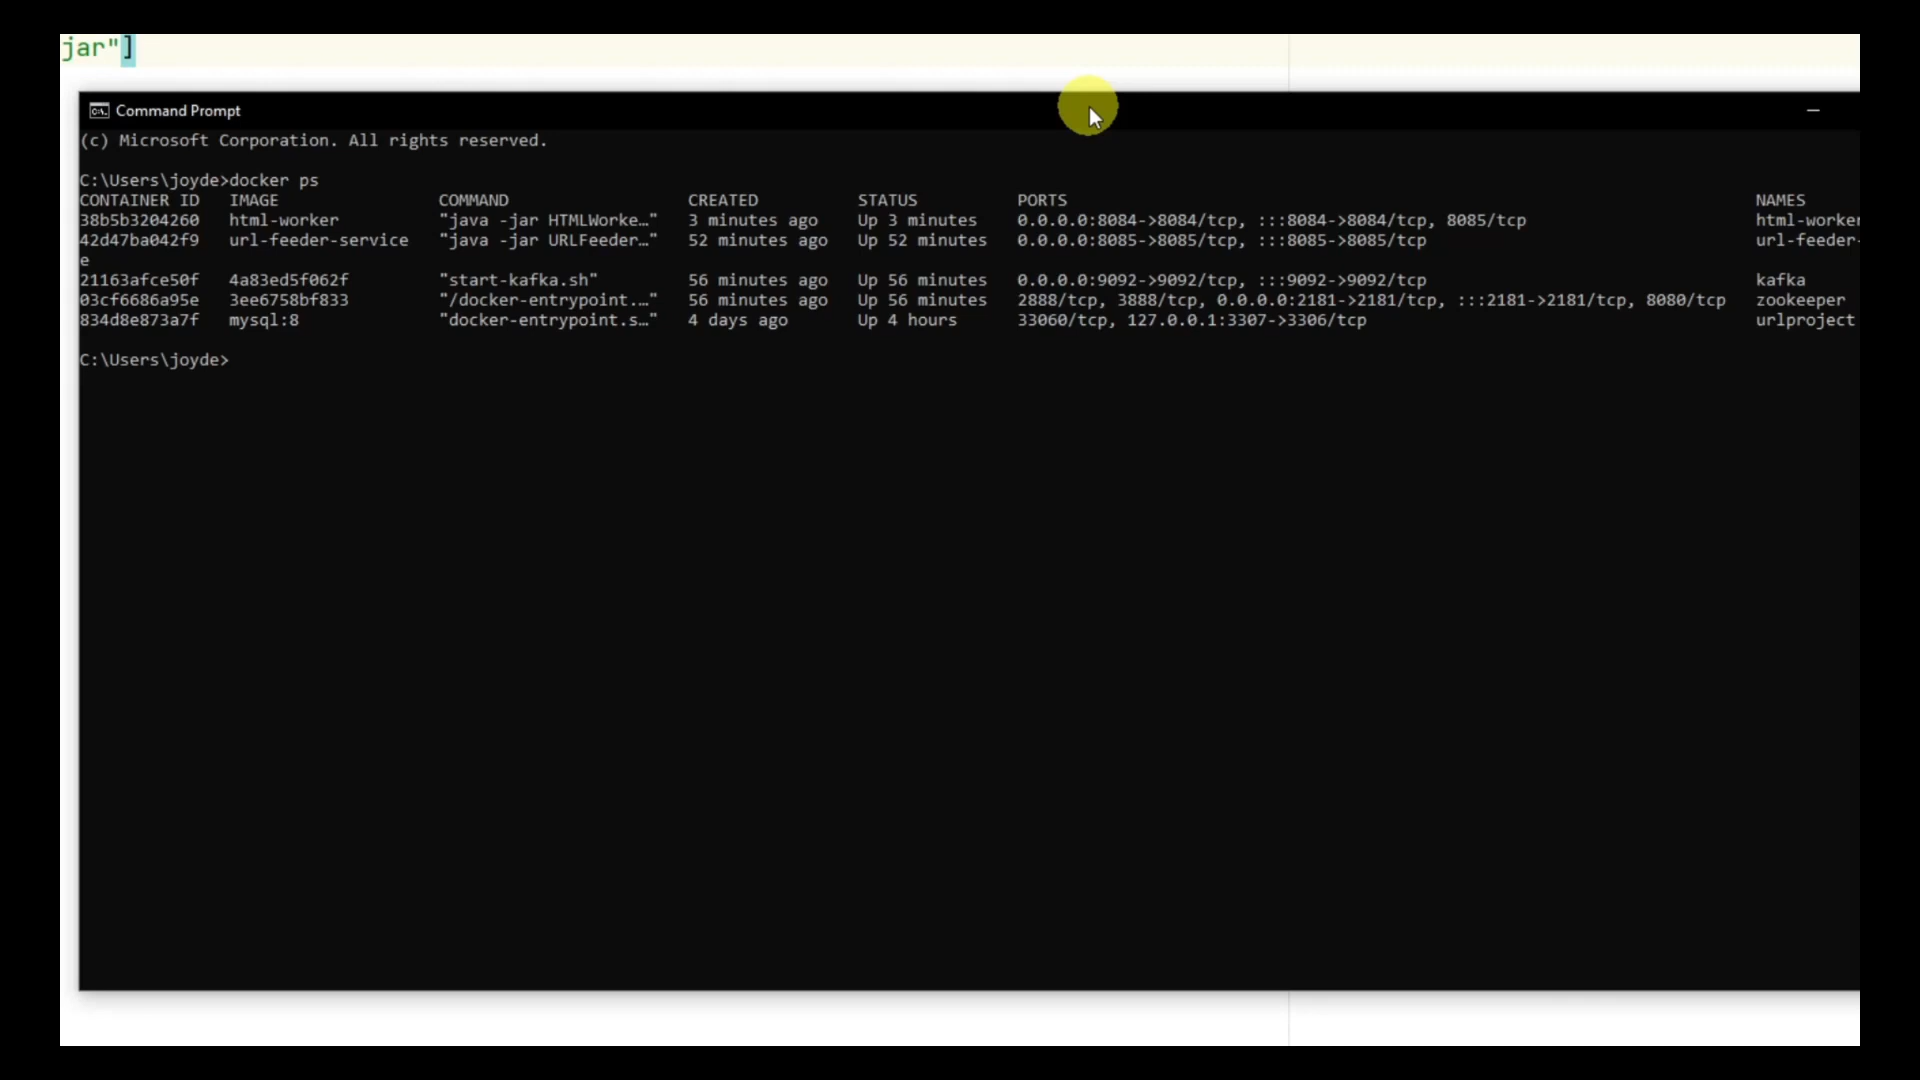 jar"]
Command Prompt
(c) Microsoft Corporation. All rights reserved.
C:\Users\joyde>docker ps
CONTAINER ID IMAGE COMMAND CREATED STATUS PORTS NAMES
38b5b3204260 html-worker "java -jar HTMLWorke…" 3 minutes ago Up 3 minutes 0.0.0.0:8084->8084/tcp, :::8084->8084/tcp, 8085/tcp html-worker
42d47ba042f9 url-feeder-service "java -jar URLFeeder…" 52 minutes ago Up 52 minutes 0.0.0.0:8085->8085/tcp, :::8085->8085/tcp url-feeder-
e
21163afce50f 4a83ed5f062f "start-kafka.sh" 56 minutes ago Up 56 minutes 0.0.0.0:9092->9092/tcp, :::9092->9092/tcp kafka
03cf6686a95e 3ee6758bf833 "/docker-entrypoint.…" 56 minutes ago Up 56 minutes 2888/tcp, 3888/tcp, 0.0.0.0:2181->2181/tcp, :::2181->2181/tcp, 8080/tcp zookeeper
834d8e873a7f mysql:8 "docker-entrypoint.s…" 4 days ago Up 4 hours 33060/tcp, 127.0.0.1:3307->3306/tcp urlproject
C:\Users\joyde>